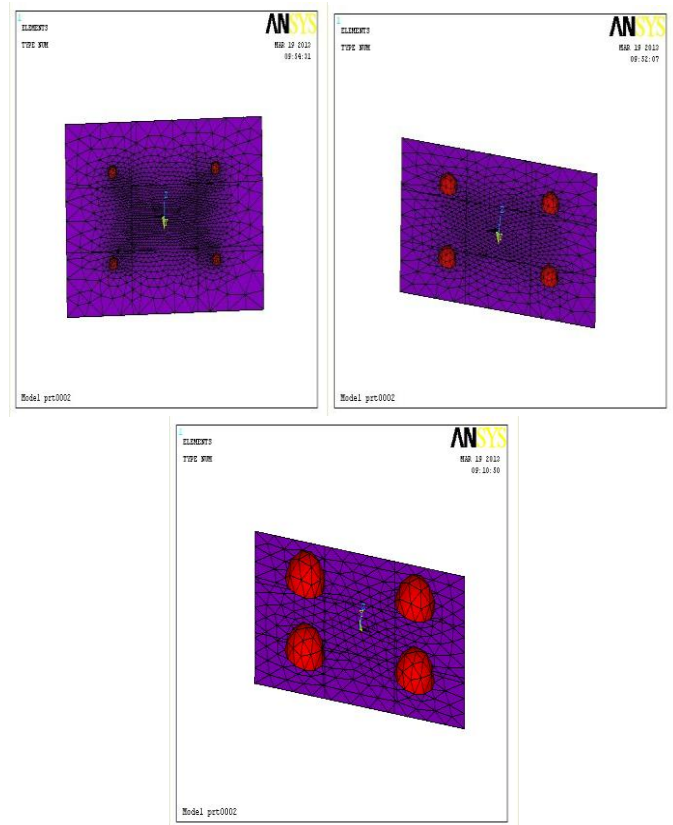 1
ELEMENTS
TYPE NUM
ANSYS
MAR 19 2013
09:54:31
Model prt0002
1
ELEMENTS
TYPE NUM
ANSYS
MAR 19 2013
09:52:07
Model prt0002
1
ELEMENTS
TYPE NUM
ANSYS
MAR 19 2013
09:10:50
Model prt0002